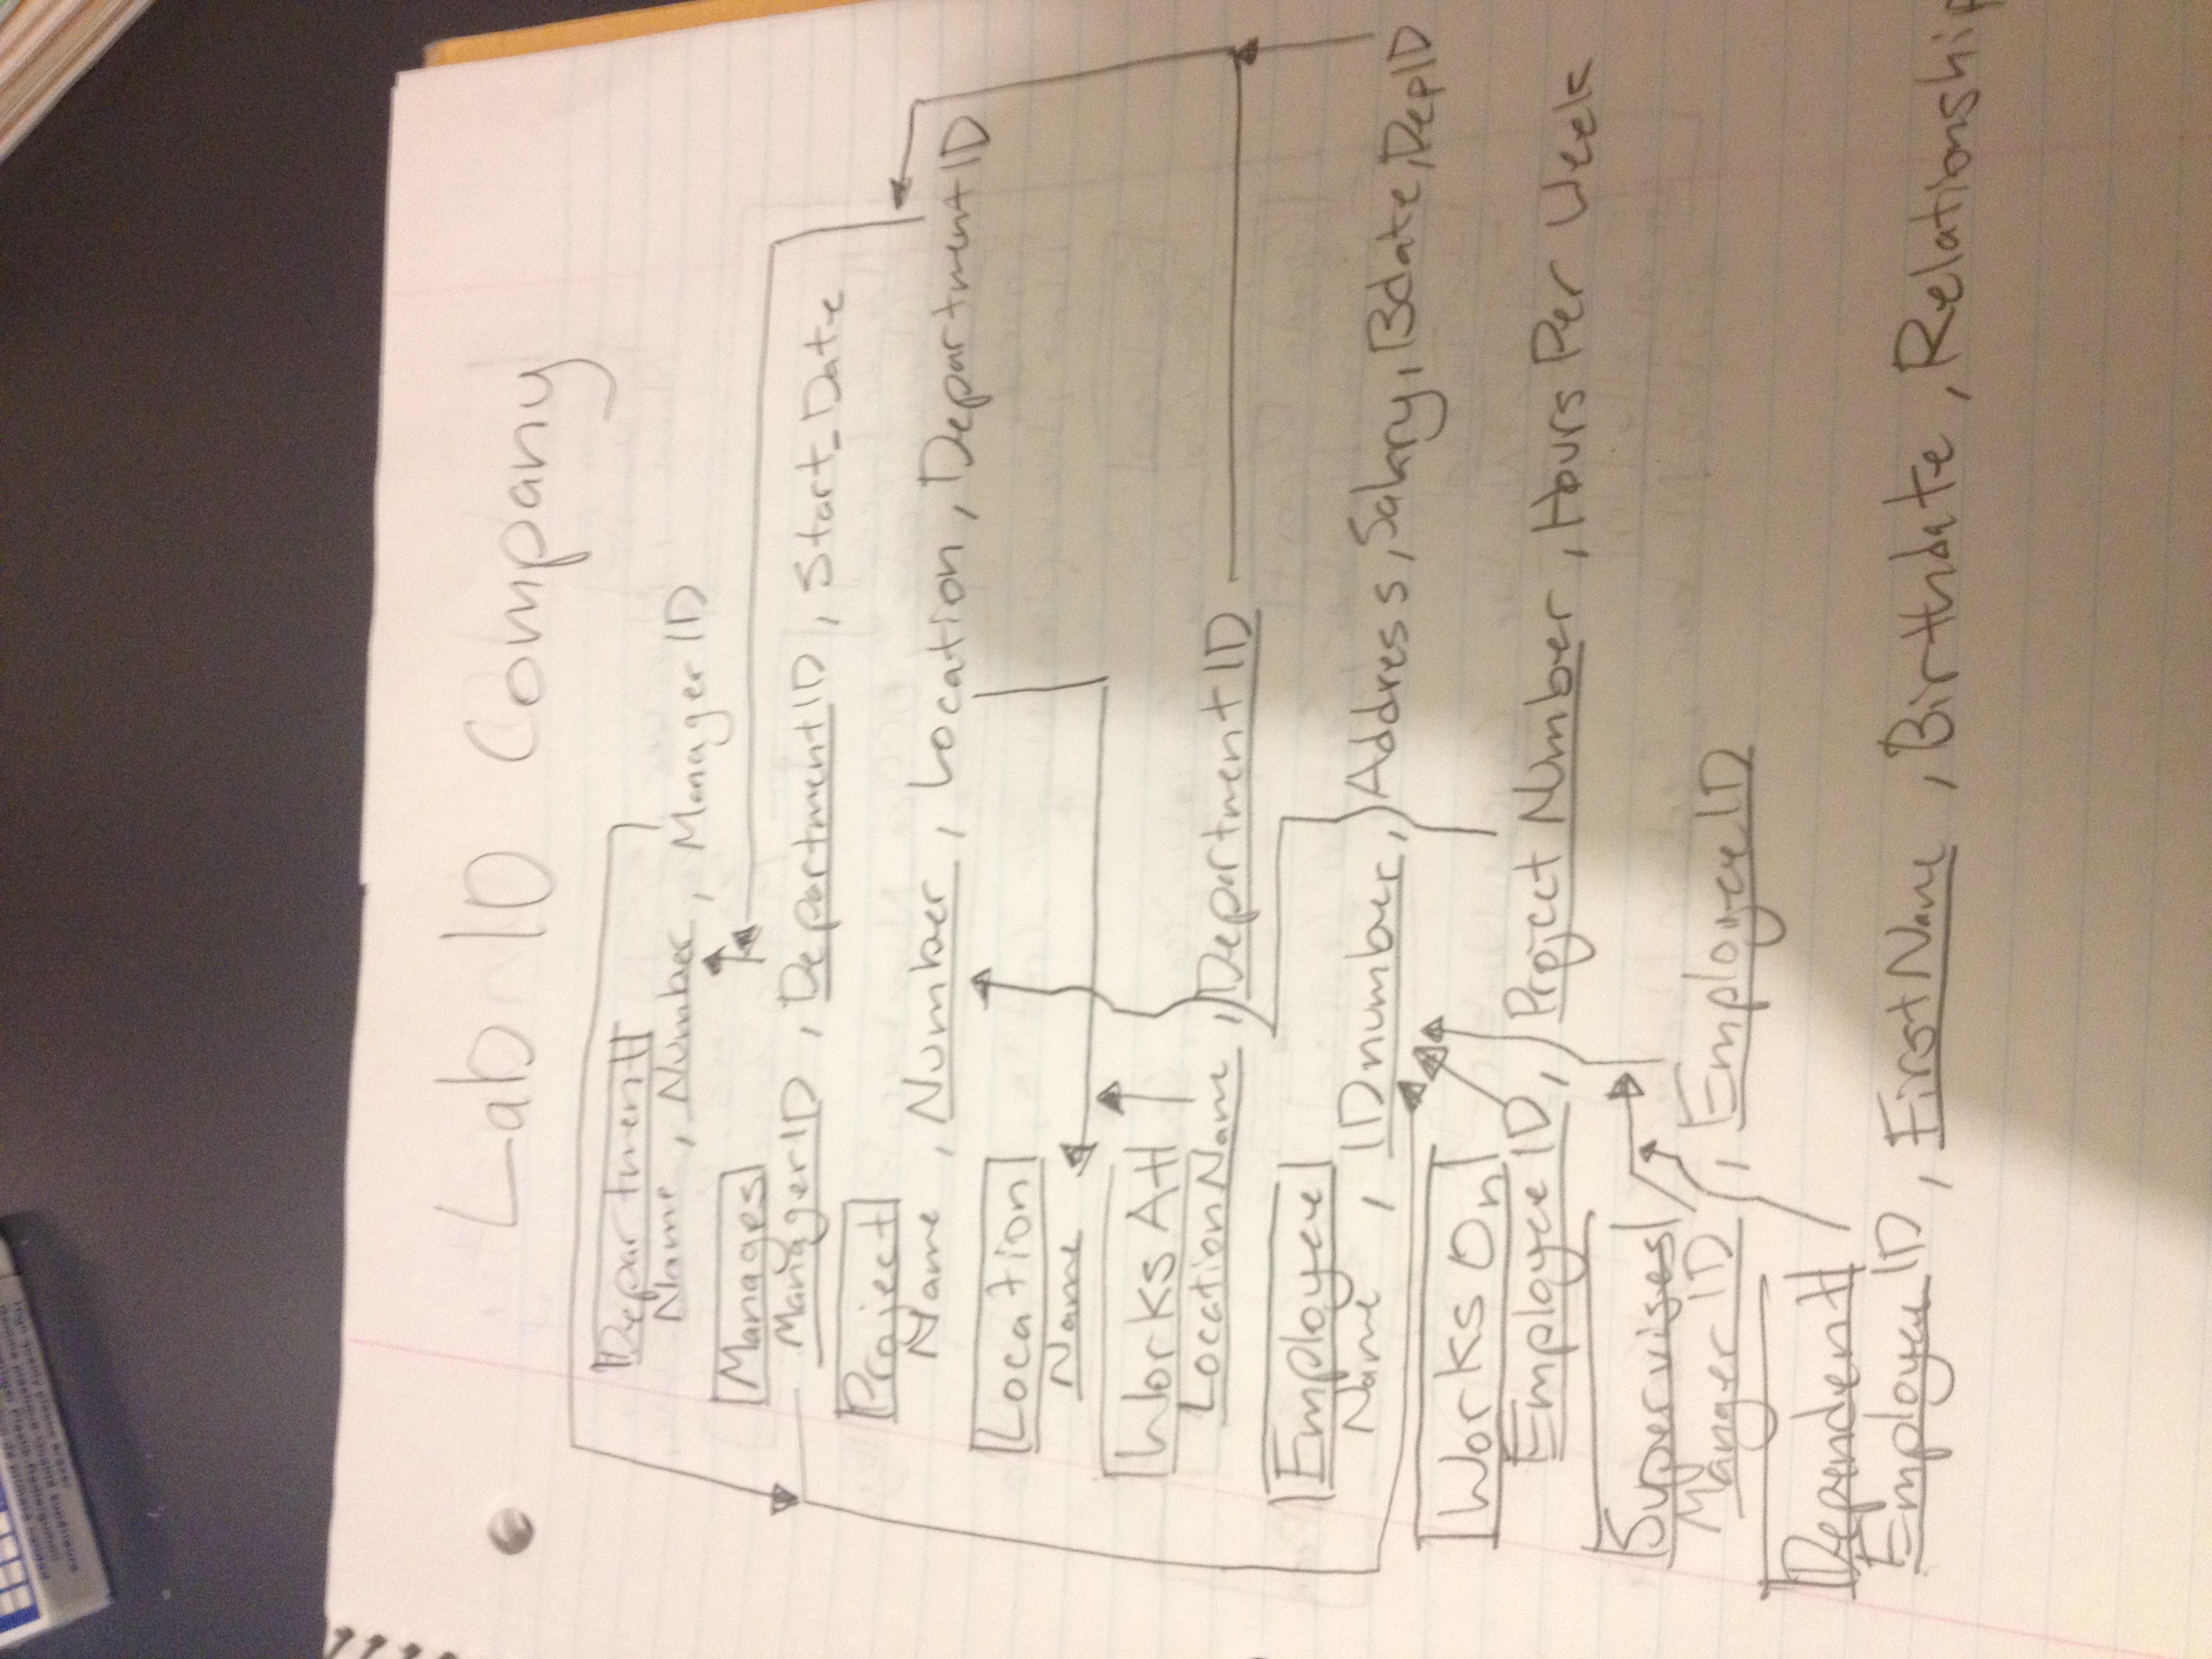 Lab 10 Company
Department
Name, Number, ManagerID
Manages
ManagerID, DepartmentID, Start_Date
Project
Name, Number, Location, DepartmentID
Location
Name
Works At
LocationName, DepartmentID
Employee
Name, IDnumber, Address, Salary, Bdate, DepID
Works On
EmployeeID, Project Number, Hours Per Week
Supervises
Manger ID, EmployeeID
Dependent
EmployeeID, FirstName, Birthdate, Relationship